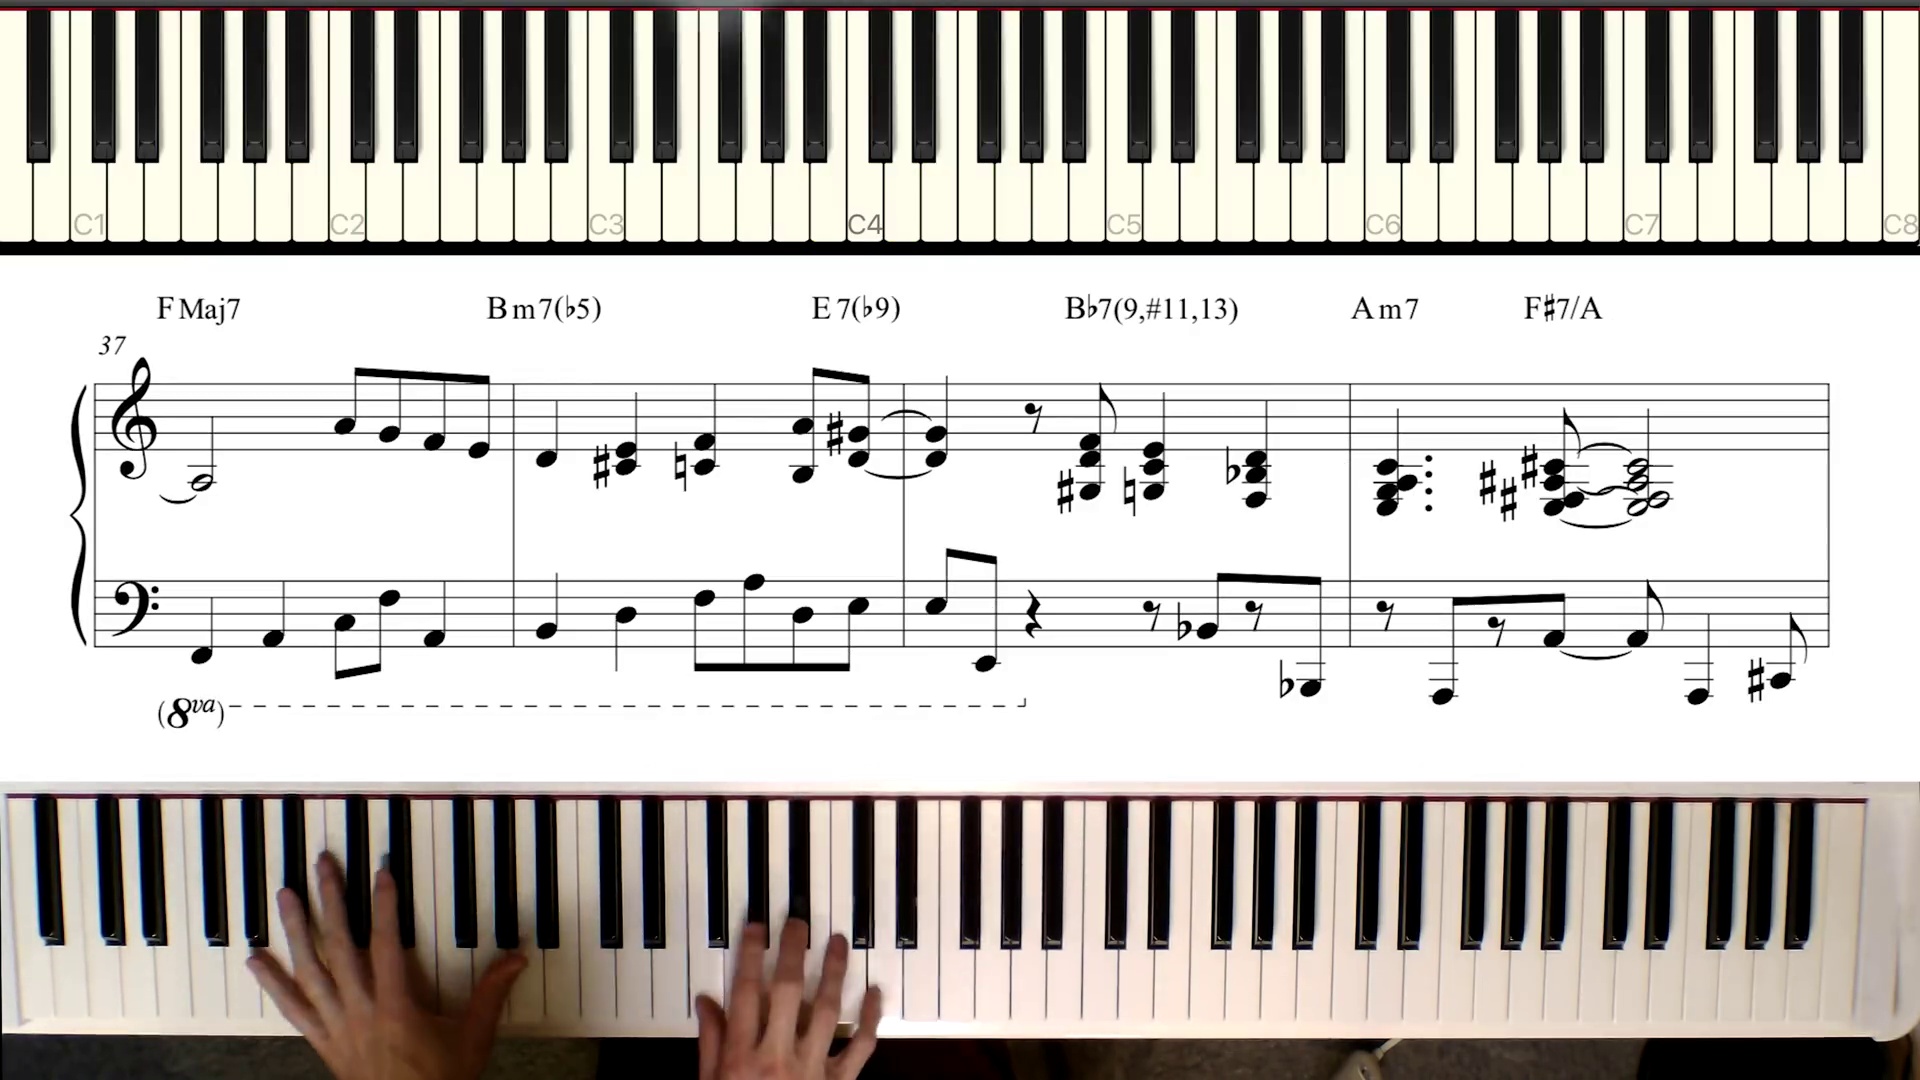 C1 C2 C3 C4 C5 C6 C7 C8
F Maj7 B m7(♭5) E 7(♭9) B♭7(9,#11,13) A m7 F♯7/A
37
(8va)